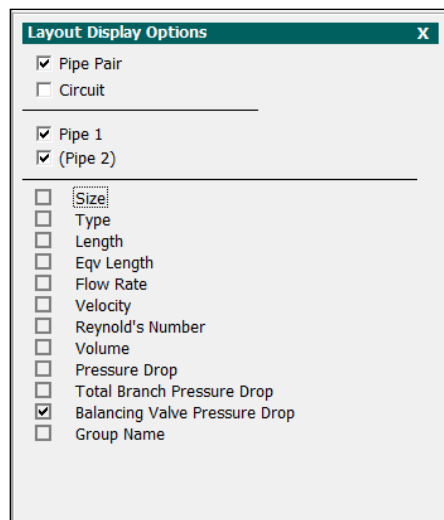 Layout Display Options X
Pipe Pair
Circuit
Pipe 1
(Pipe 2)
Size
Type
Length
Eqv Length
Flow Rate
Velocity
Reynold's Number
Volume
Pressure Drop
Total Branch Pressure Drop
Balancing Valve Pressure Drop
Group Name